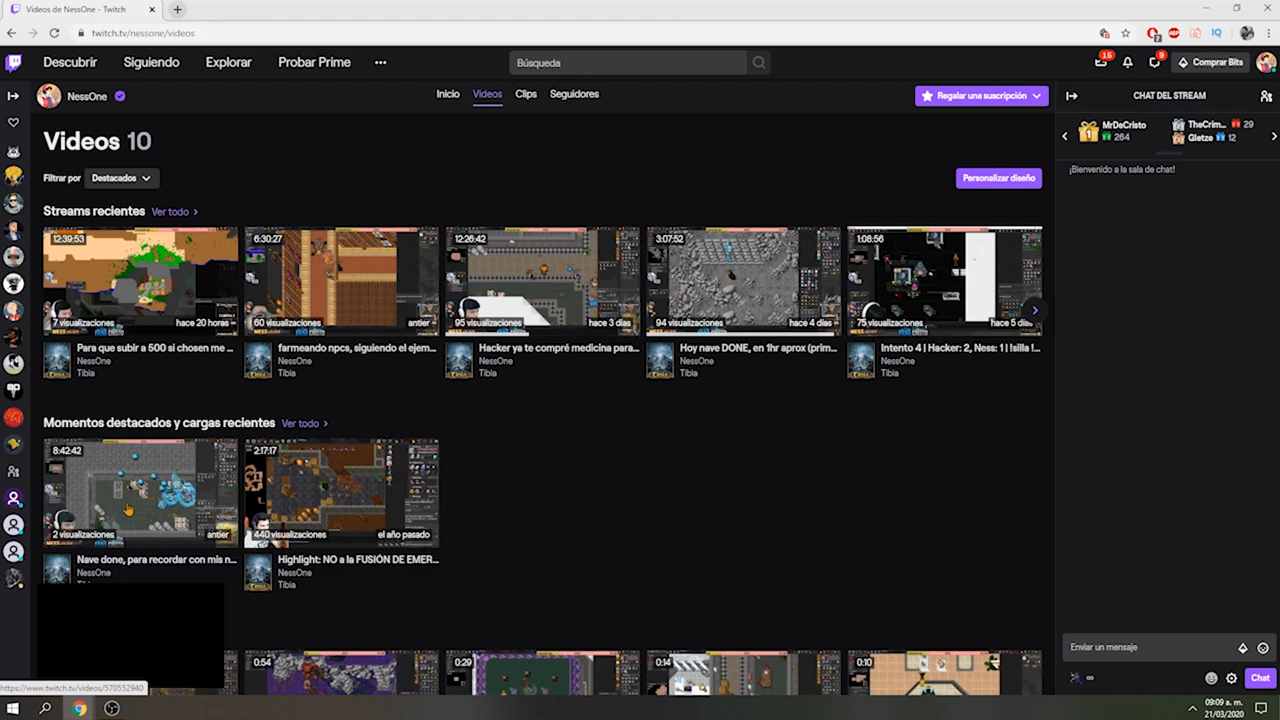 Videos de NessOne - Twitch
twitch.tv/nessone/videos
Descubrir
Siguiendo
Explorar
Probar Prime
Búsqueda
15
9
Comprar Bits
NessOne
Inicio
Videos
Clips
Seguidores
Regalar una suscripción
CHAT DEL STREAM
1
MrDeCristo
264
TheCrim... 29
Gletze 12
Videos 10
¡Bienvenido a la sala de chat!
Filtrar por
Destacados
Personalizar diseño
Streams recientes
Ver todo
12:39:53
6:30:27
12:26:42
3:07:52
1:08:56
7 visualizaciones
hace 20 horas
60 visualizaciones
antier
95 visualizaciones
hace 3 días
94 visualizaciones
hace 4 días
75 visualizaciones
hace 5 días
Para que subir a 500 si chosen me ...
NessOne
Tibia
farmeando npcs, siguiendo el ejem...
NessOne
Tibia
Hacker ya te compré medicina para...
NessOne
Tibia
Hoy nave DONE, en 1hr aprox (prim...
NessOne
Tibia
Intento 4 | Hacker: 2, Ness: 1 | !silla !...
NessOne
Tibia
Momentos destacados y cargas recientes
Ver todo
8:42:42
2:17:17
2 visualizaciones
antier
440 visualizaciones
el año pasado
Nave done, para recordar con mis n...
NessOne
Highlight: NO a la FUSIÓN DE EMER...
NessOne
Tibia
0:54
0:29
0:14
0:10
Enviar un mensaje
Chat
https://www.twitch.tv/videos/570552940
09:09 a. m.
21/03/2020